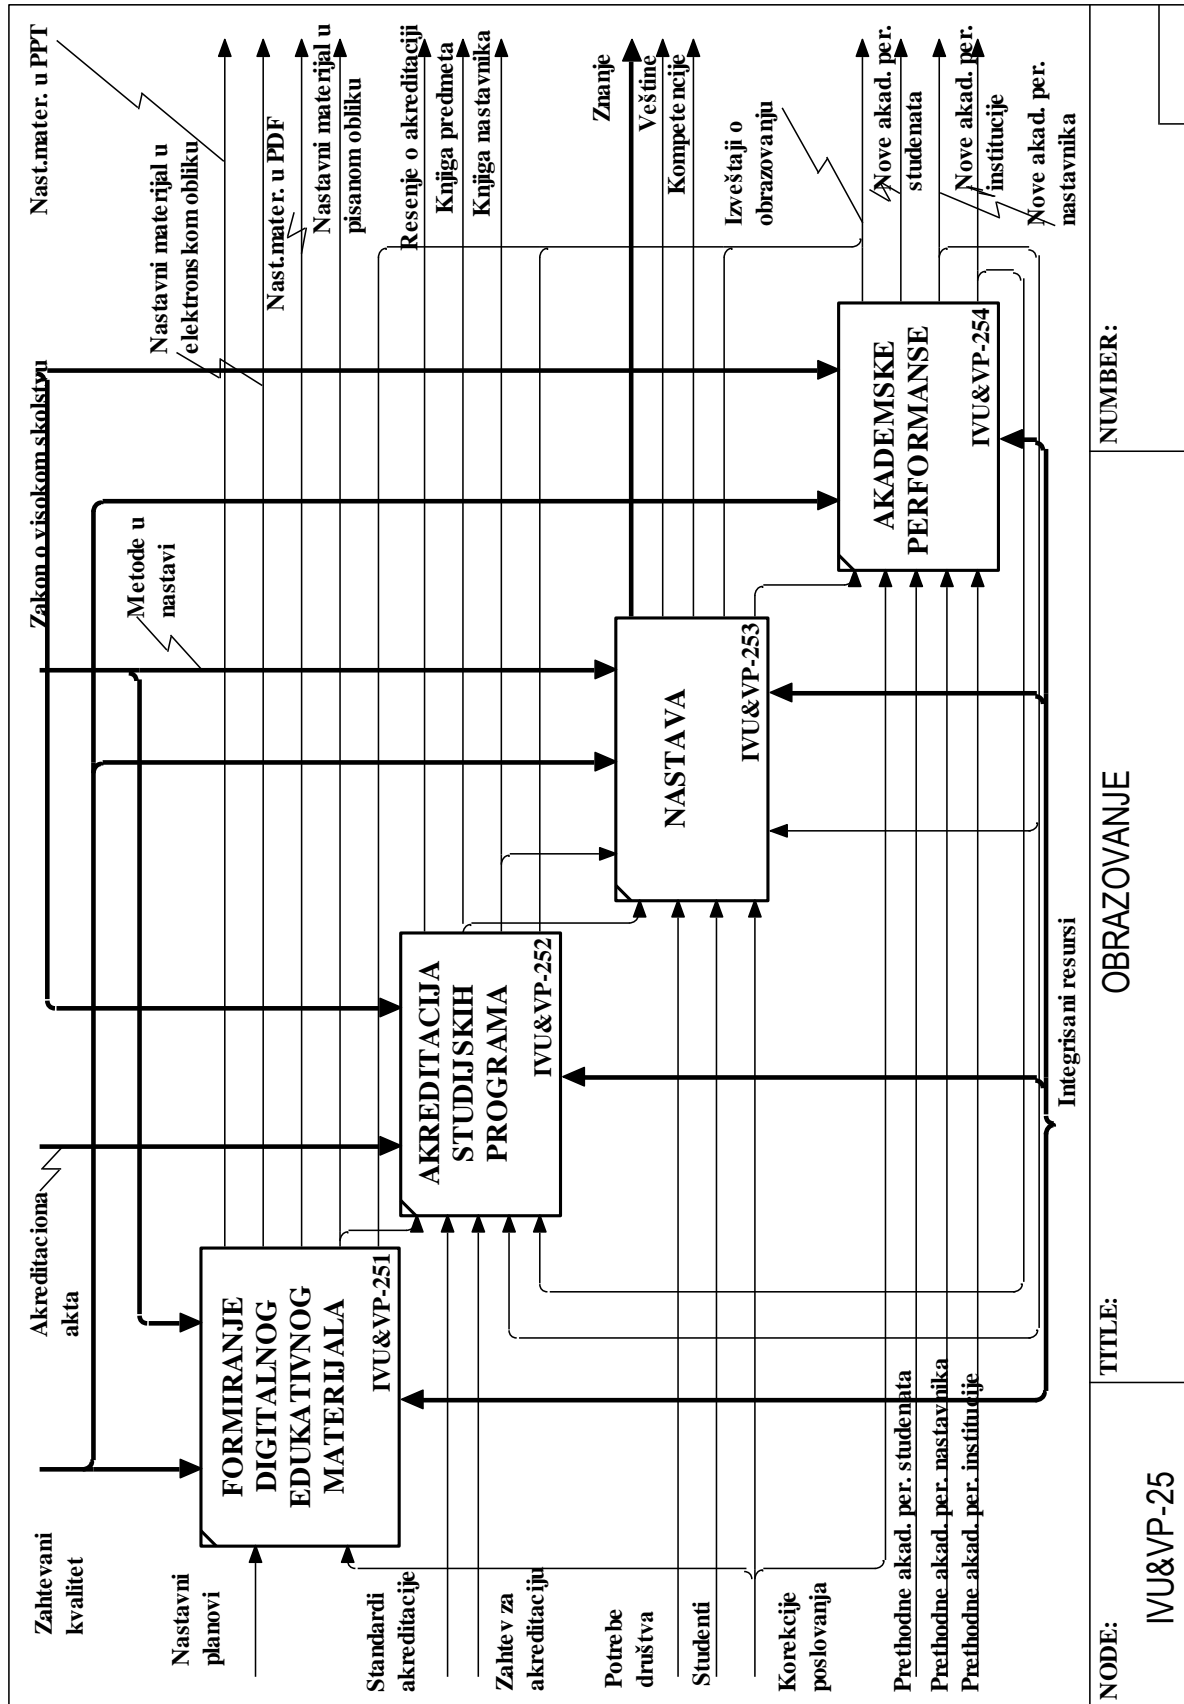 Zahtevani
kvalitet
Akreditaciona
akta
Metode u
nastavi
Zakon o visokom skolstvu
Nastavni materijal u
elektronskom obliku
Nast.mater. u PPT
Nast.mater. u PDF
Nastavni materijal u
pisanom obliku
Resenje o akreditaciji
Knjiga predmeta
Knjiga nastavnika
Znanje
Veštine
Kompetencije
Izveštaji o
obrazovanju
Nove akad. per.
studenata
Nove akad. per.
institucije
Nove akad. per.
nastavnika
Nastavni
planovi
Standardi
akreditacije
Zahtev za
akreditaciju
Potrebe
društva
Studenti
Korekcije
poslovanja
Prethodne akad. per. studenata
Prethodne akad. per. nastavnika
Prethodne akad. per. institucije
FORMIRANJE
DIGITALNOG
EDUKATIVNOG
MATERIJALA
IVU&VP-251
AKREDITACIJA
STUDIJSKIH
PROGRAMA
IVU&VP-252
NASTAVA
IVU&VP-253
AKADEMSKE
PERFORMANSE
IVU&VP-254
Integrisani resursi
NODE:
IVU&VP-25
TITLE:
OBRAZOVANJE
NUMBER: